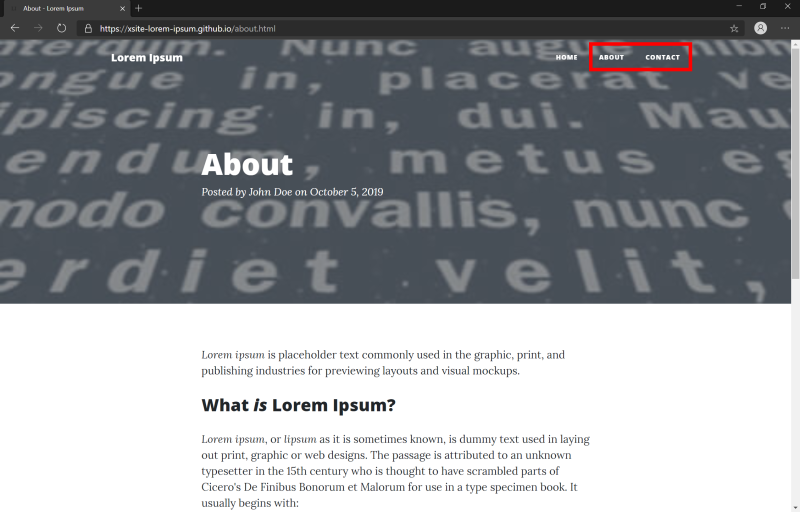 About - Lorem Ipsum
https://xsite-lorem-ipsum.github.io/about.html
Lorem Ipsum
HOME ABOUT CONTACT
interdum. Nunc augue nibh
ongue in, placerat ve
ipiscing in, dui. Mau
endum, metus eg
modo convallis, nunc
erdiet velit,
About
Posted by John Doe on October 5, 2019
Lorem ipsum is placeholder text commonly used in the graphic, print, and
publishing industries for previewing layouts and visual mockups.
What is Lorem Ipsum?
Lorem ipsum, or lipsum as it is sometimes known, is dummy text used in laying
out print, graphic or web designs. The passage is attributed to an unknown
typesetter in the 15th century who is thought to have scrambled parts of
Cicero's De Finibus Bonorum et Malorum for use in a type specimen book. It
usually begins with: